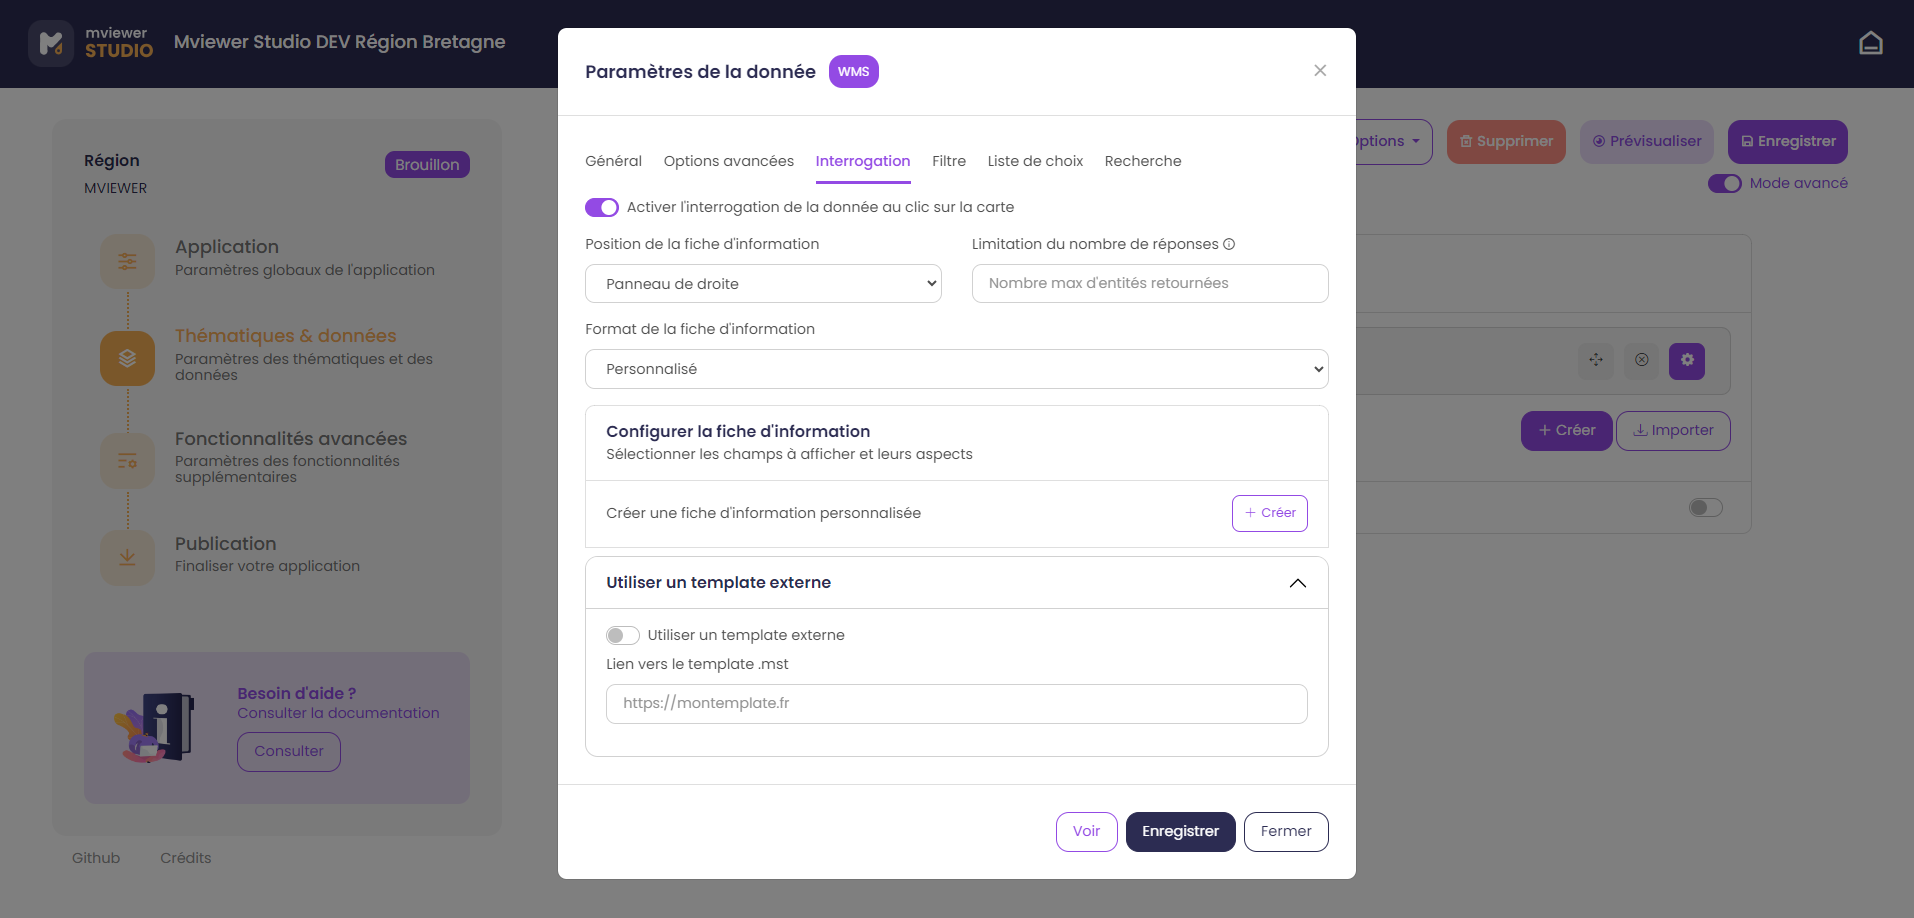 mviewer
STUDIO
Mviewer Studio DEV Région Bretagne
Région
MVIEWER
Brouillon
Application
Paramètres globaux de l'application
Thématiques & données
Paramètres des thématiques et des
données
Fonctionnalités avancées
Paramètres des fonctionnalités
supplémentaires
Publication
Finaliser votre application
Besoin d'aide ?
Consulter la documentation
Consulter
Github Crédits
Paramètres de la donnée WMS
Général Options avancées Interrogation Filtre Liste de choix Recherche
Activer l'interrogation de la donnée au clic sur la carte
Position de la fiche d'information
Panneau de droite
Limitation du nombre de réponses
Nombre max d'entités retournées
Format de la fiche d'information
Personnalisé
Configurer la fiche d'information
Sélectionner les champs à afficher et leurs aspects
Créer une fiche d'information personnalisée
+ Créer
Utiliser un template externe
Utiliser un template externe
Lien vers le template .mst
https://montemplate.fr
Voir Enregistrer Fermer
ptions Supprimer Prévisualiser Enregistrer
Mode avancé
+ Créer Importer